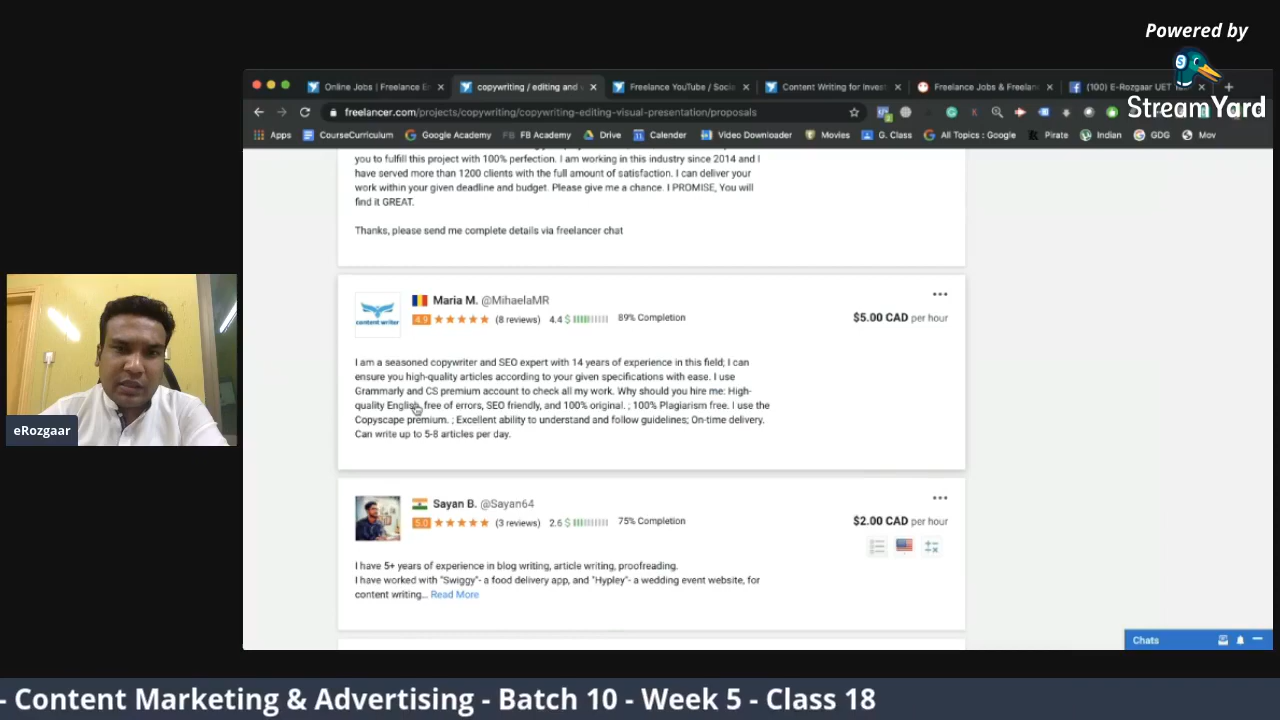 Powered by
StreamYard
Online Jobs | Freelance E
copywriting / editing and
Freelance YouTube / Socia
Content Writing for Invest
Freelance Jobs & Freelan
(100) E-Rozgaar UET
freelancer.com/projects/copywriting/copywriting-editing-visual-presentation/proposals
Apps
CourseCurriculum
Google Academy
FB Academy
Drive
Calender
Video Downloader
Movies
G. Class
All Topics : Google
Pirate
Indian
GDG
Mov
you to fulfill this project with 100% perfection. I am working in this industry since 2014 and I
have served more than 1200 clients with the full amount of satisfaction. I can deliver your
work within your given deadline and budget. Please give me a chance. I PROMISE, You will
find it GREAT.
Thanks, please send me complete details via freelancer chat
content writer
Maria M. @MihaelaMR
4.9 (8 reviews) 4.4 $ 89% Completion
$5.00 CAD per hour
I am a seasoned copywriter and SEO expert with 14 years of experience in this field; I can
ensure you high-quality articles according to your given specifications with ease. I use
Grammarly and CS premium account to check all my work. Why should you hire me: High-
quality English free of errors, SEO friendly, and 100% original. ; 100% Plagiarism free. I use the
Copyscape premium. ; Excellent ability to understand and follow guidelines; On-time delivery.
Can write up to 5-8 articles per day.
Sayan B. @Sayan64
5.0 (3 reviews) 2.6 $ 75% Completion
$2.00 CAD per hour
I have 5+ years of experience in blog writing, article writing, proofreading.
I have worked with "Swiggy"- a food delivery app, and "Hypley"- a wedding event website, for
content writing... Read More
Chats
eRozgaar
- Content Marketing & Advertising - Batch 10 - Week 5 - Class 18